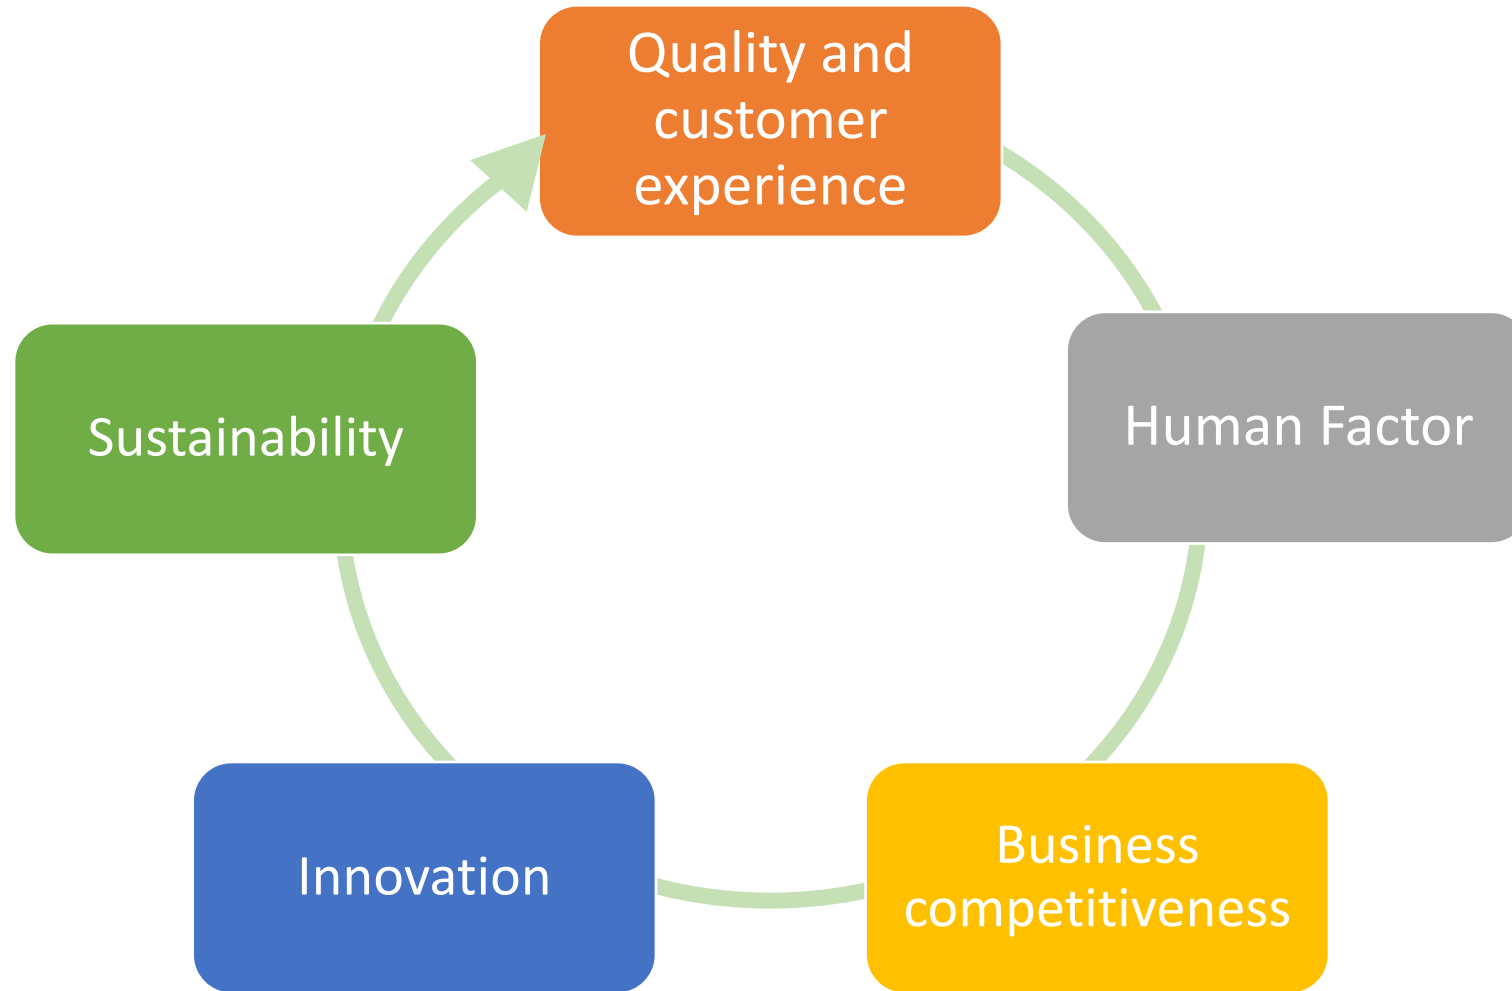 Quality and
customer
experience
Human Factor
Business
competitiveness
Innovation
Sustainability